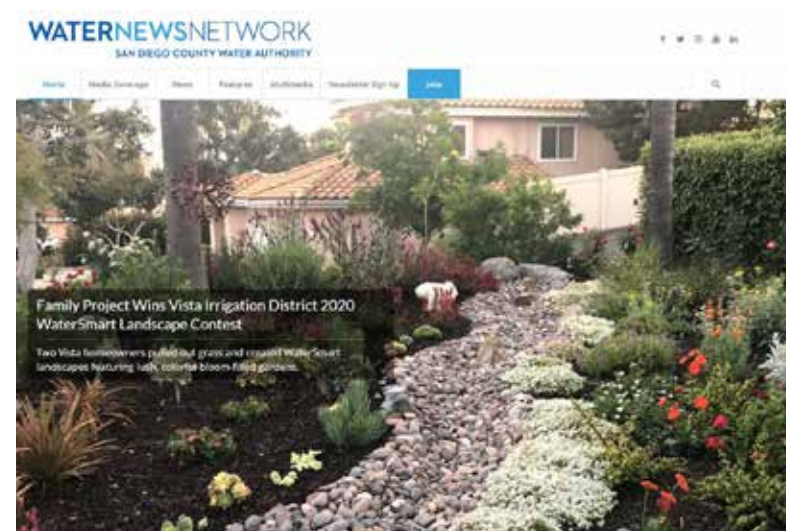 WATERNEWSNETWORK
SAN DIEGO COUNTY WATER AUTHORITY
Home Media Coverage News Features Multimedia Newsletter Sign Up Jobs
Family Project Wins Vista Irrigation District 2020
WaterSmart Landscape Contest
Two Vista homeowners pulled out grass and created WaterSmart
landscapes featuring lush, colorful bloom-filled gardens.